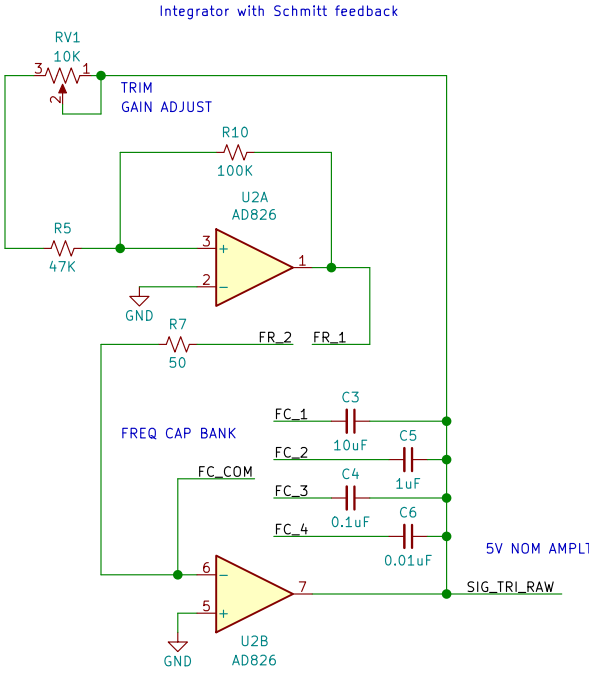 Integrator with Schmitt feedback
RV1
10K
3
1
2
TRIM
GAIN ADJUST
R10
100K
U2A
AD826
R5
47K
3
+
2
−
1
GND
R7
50
FR_2
FR_1
C3
FC_1
10uF
FREQ CAP BANK
C5
FC_2
1uF
FC_COM
C4
FC_3
0.1uF
C6
FC_4
0.01uF
5V NOM AMPLT
6
−
5
+
7
SIG_TRI_RAW
U2B
AD826
GND